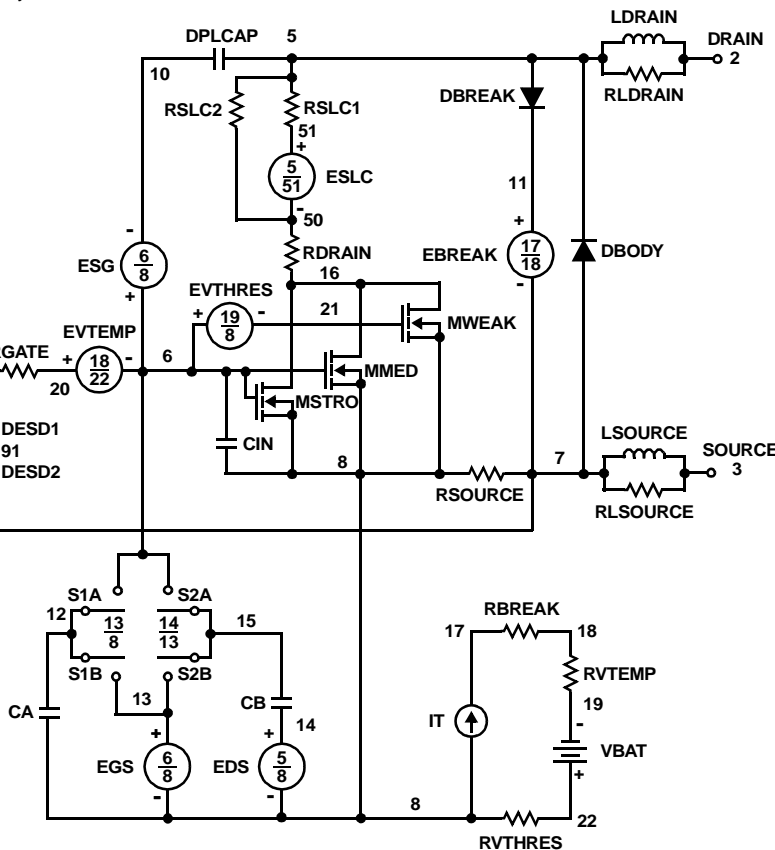 LDRAIN
DPLCAP 5 DRAIN
2
10
RLDRAIN
DBREAK
RSLC2 RSLC1
51
+
5
51
ESLC
11
-
50
+
-
RDRAIN
6
8
ESG
EBREAK
17
18
DBODY
16
-
+
EVTHRES
+ 19
8
- 21
MWEAK
EVTEMP
RGATE + 18
22
- 6
20
MMED
MSTRO
DESD1
91
DESD2
CIN
LSOURCE
8 7 SOURCE
3
RSOURCE
RLSOURCE
S1A S2A
12 13
8
14
13
15
RBREAK
17 18
S1B S2B
RVTEMP
13
CB
19
CA
14
IT
-
VBAT
+
+ +
EGS 6
8
EDS 5
8
- -
8
22
RVTHRES